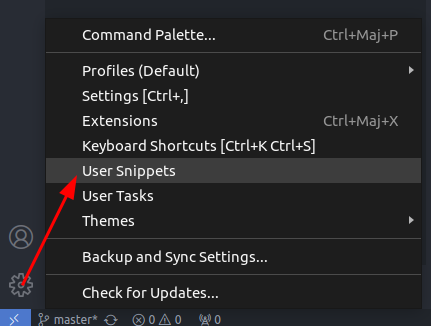 Command Palette... Ctrl+Maj+P
Profiles (Default)
Settings [Ctrl+,]
Extensions Ctrl+Maj+X
Keyboard Shortcuts [Ctrl+K Ctrl+S]
User Snippets
User Tasks
Themes
Backup and Sync Settings...
Check for Updates...
master* 0 0 0